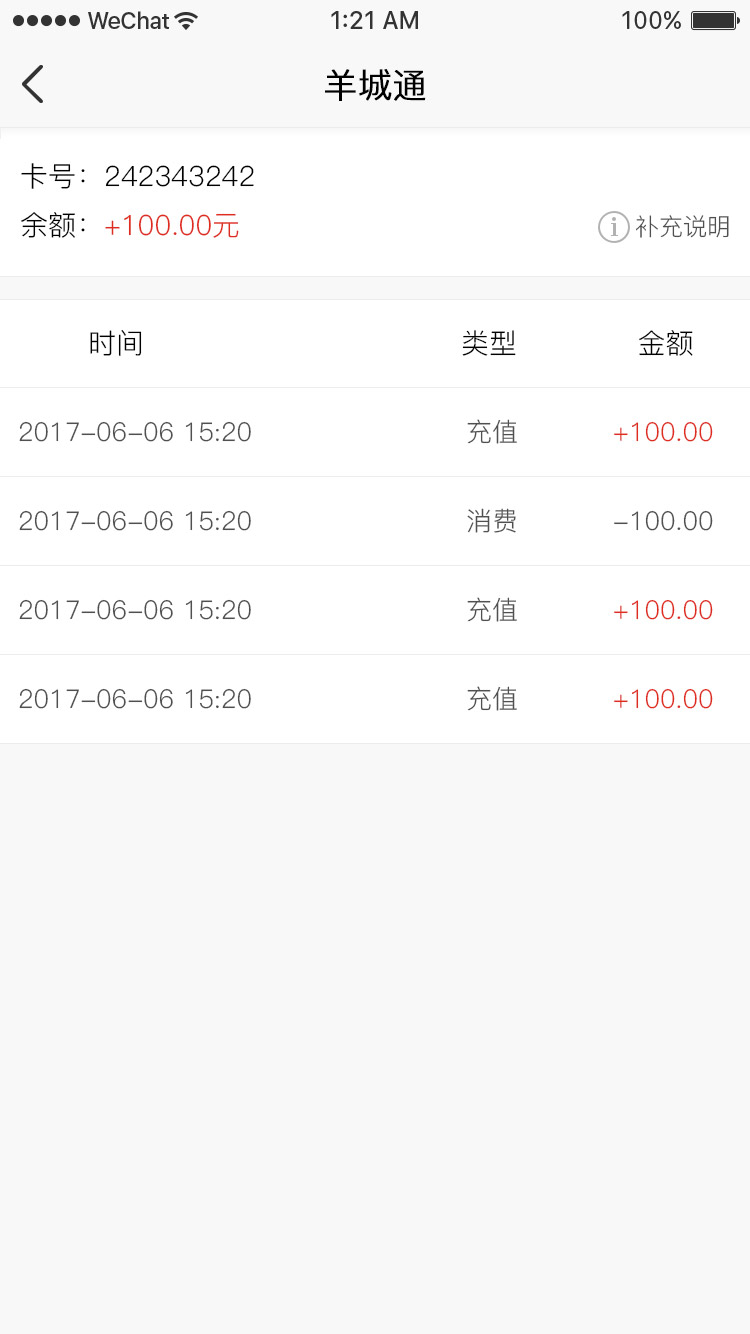 WeChat 1:21 AM 100%
羊城通
卡号：242343242
余额：+100.00元 补充说明
时间 类型 金额
2017-06-06 15:20 充值 +100.00
2017-06-06 15:20 消费 -100.00
2017-06-06 15:20 充值 +100.00
2017-06-06 15:20 充值 +100.00